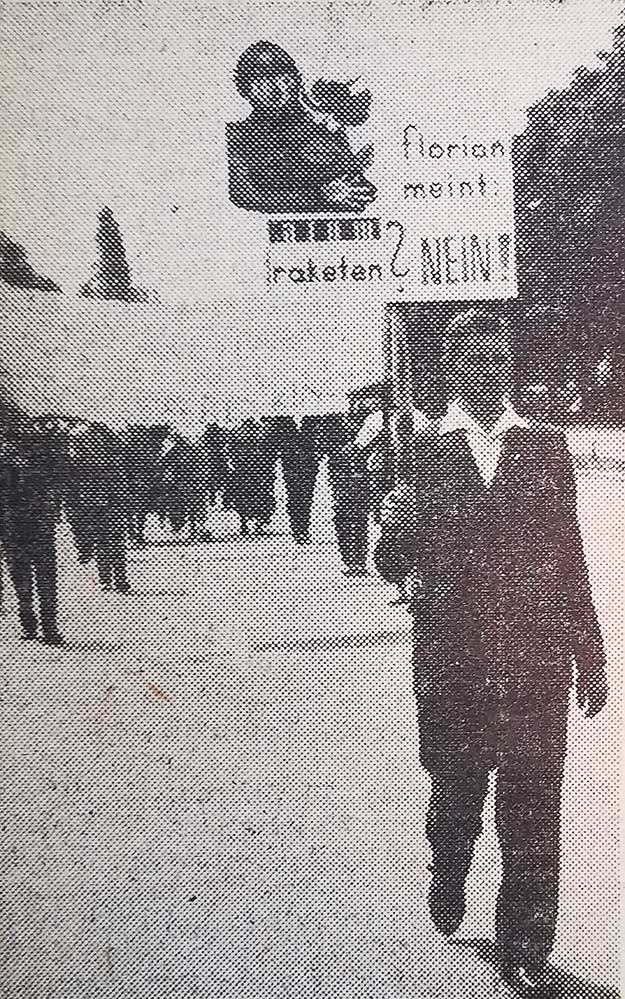 florian
meint:
raketen? NEIN!